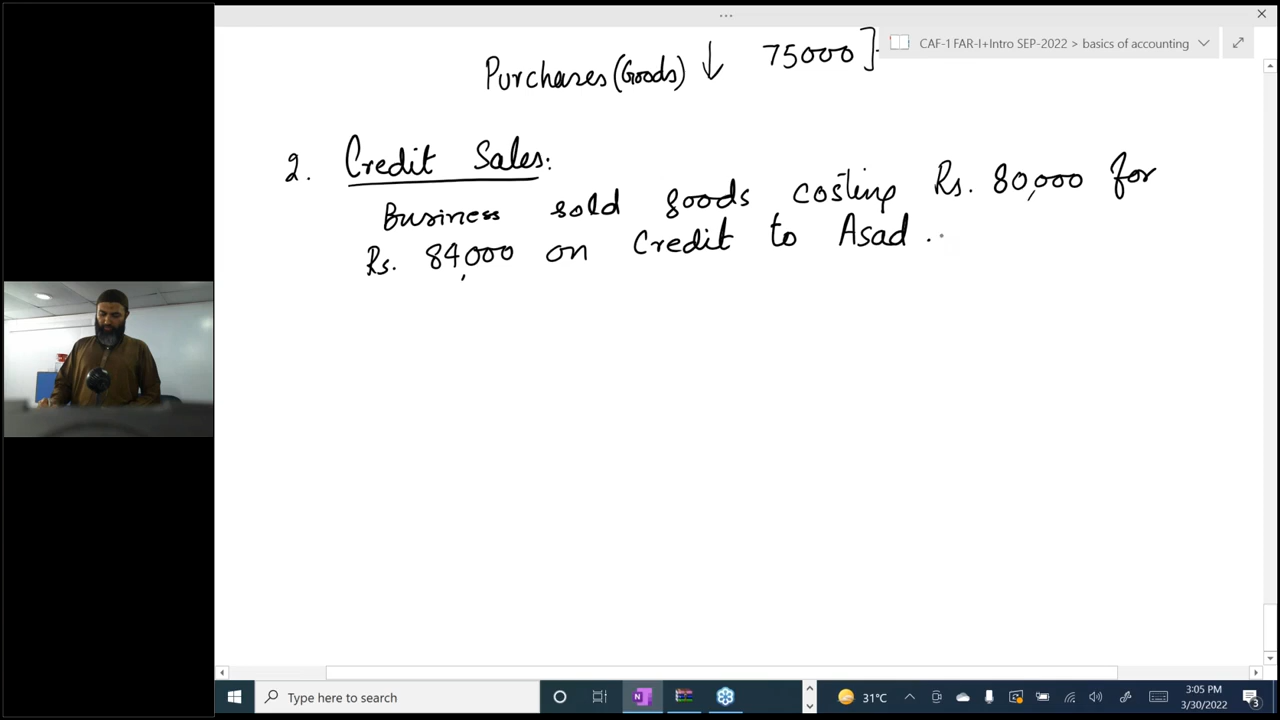 CAF-1 FAR-I+Intro SEP-2022 > basics of accounting
Purchases (Goods) ↓ 75000]
2. Credit Sales:
Business sold goods costing Rs. 80,000 for
Rs. 84,000 on Credit to Asad .
Type here to search
31°C
3:05 PM
3/30/2022
3